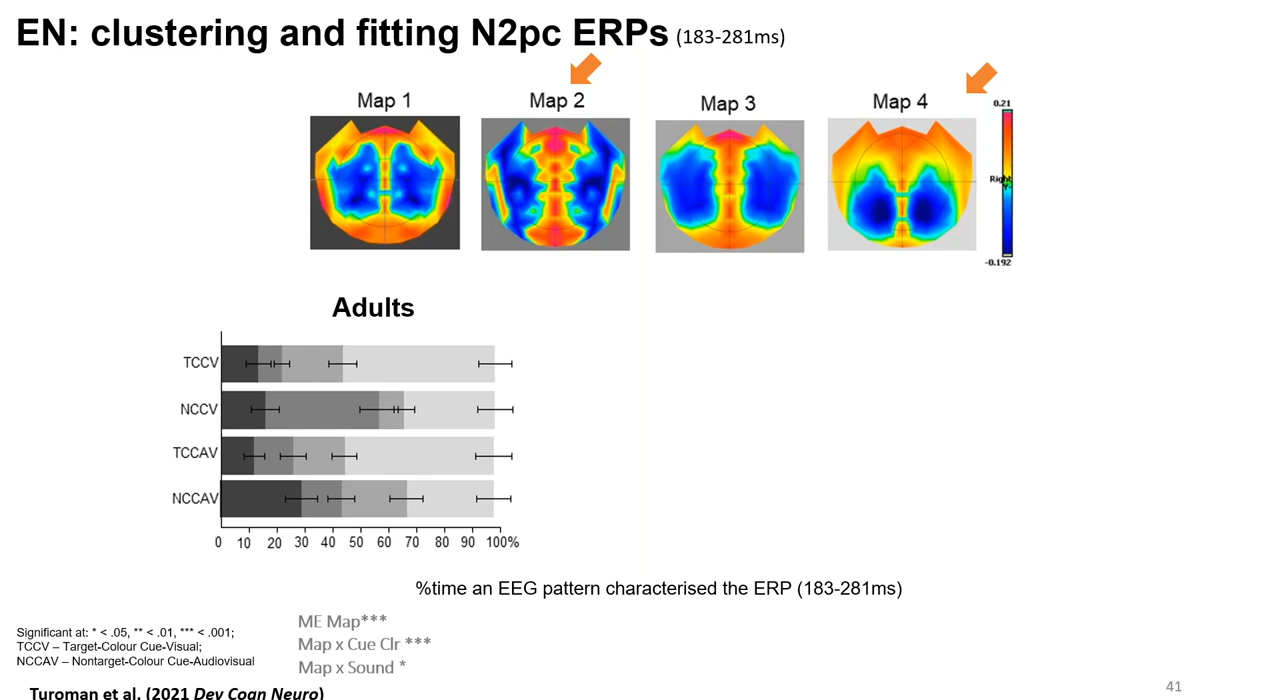 EN: clustering and fitting N2pc ERPs (183-281ms)
Map 1
Map 2
Map 3
Map 4
0.21
Right
-0.192
Adults
TCCV
NCCV
TCCAV
NCCAV
0 10 20 30 40 50 60 70 80 90 100%
%time an EEG pattern characterised the ERP (183-281ms)
ME Map***
Map x Cue Clr ***
Map x Sound *
Significant at: * < .05, ** < .01, *** < .001;
TCCV – Target-Colour Cue-Visual;
NCCAV – Nontarget-Colour Cue-Audiovisual
Turoman et al. (2021 Dev Cogn Neuro)
41